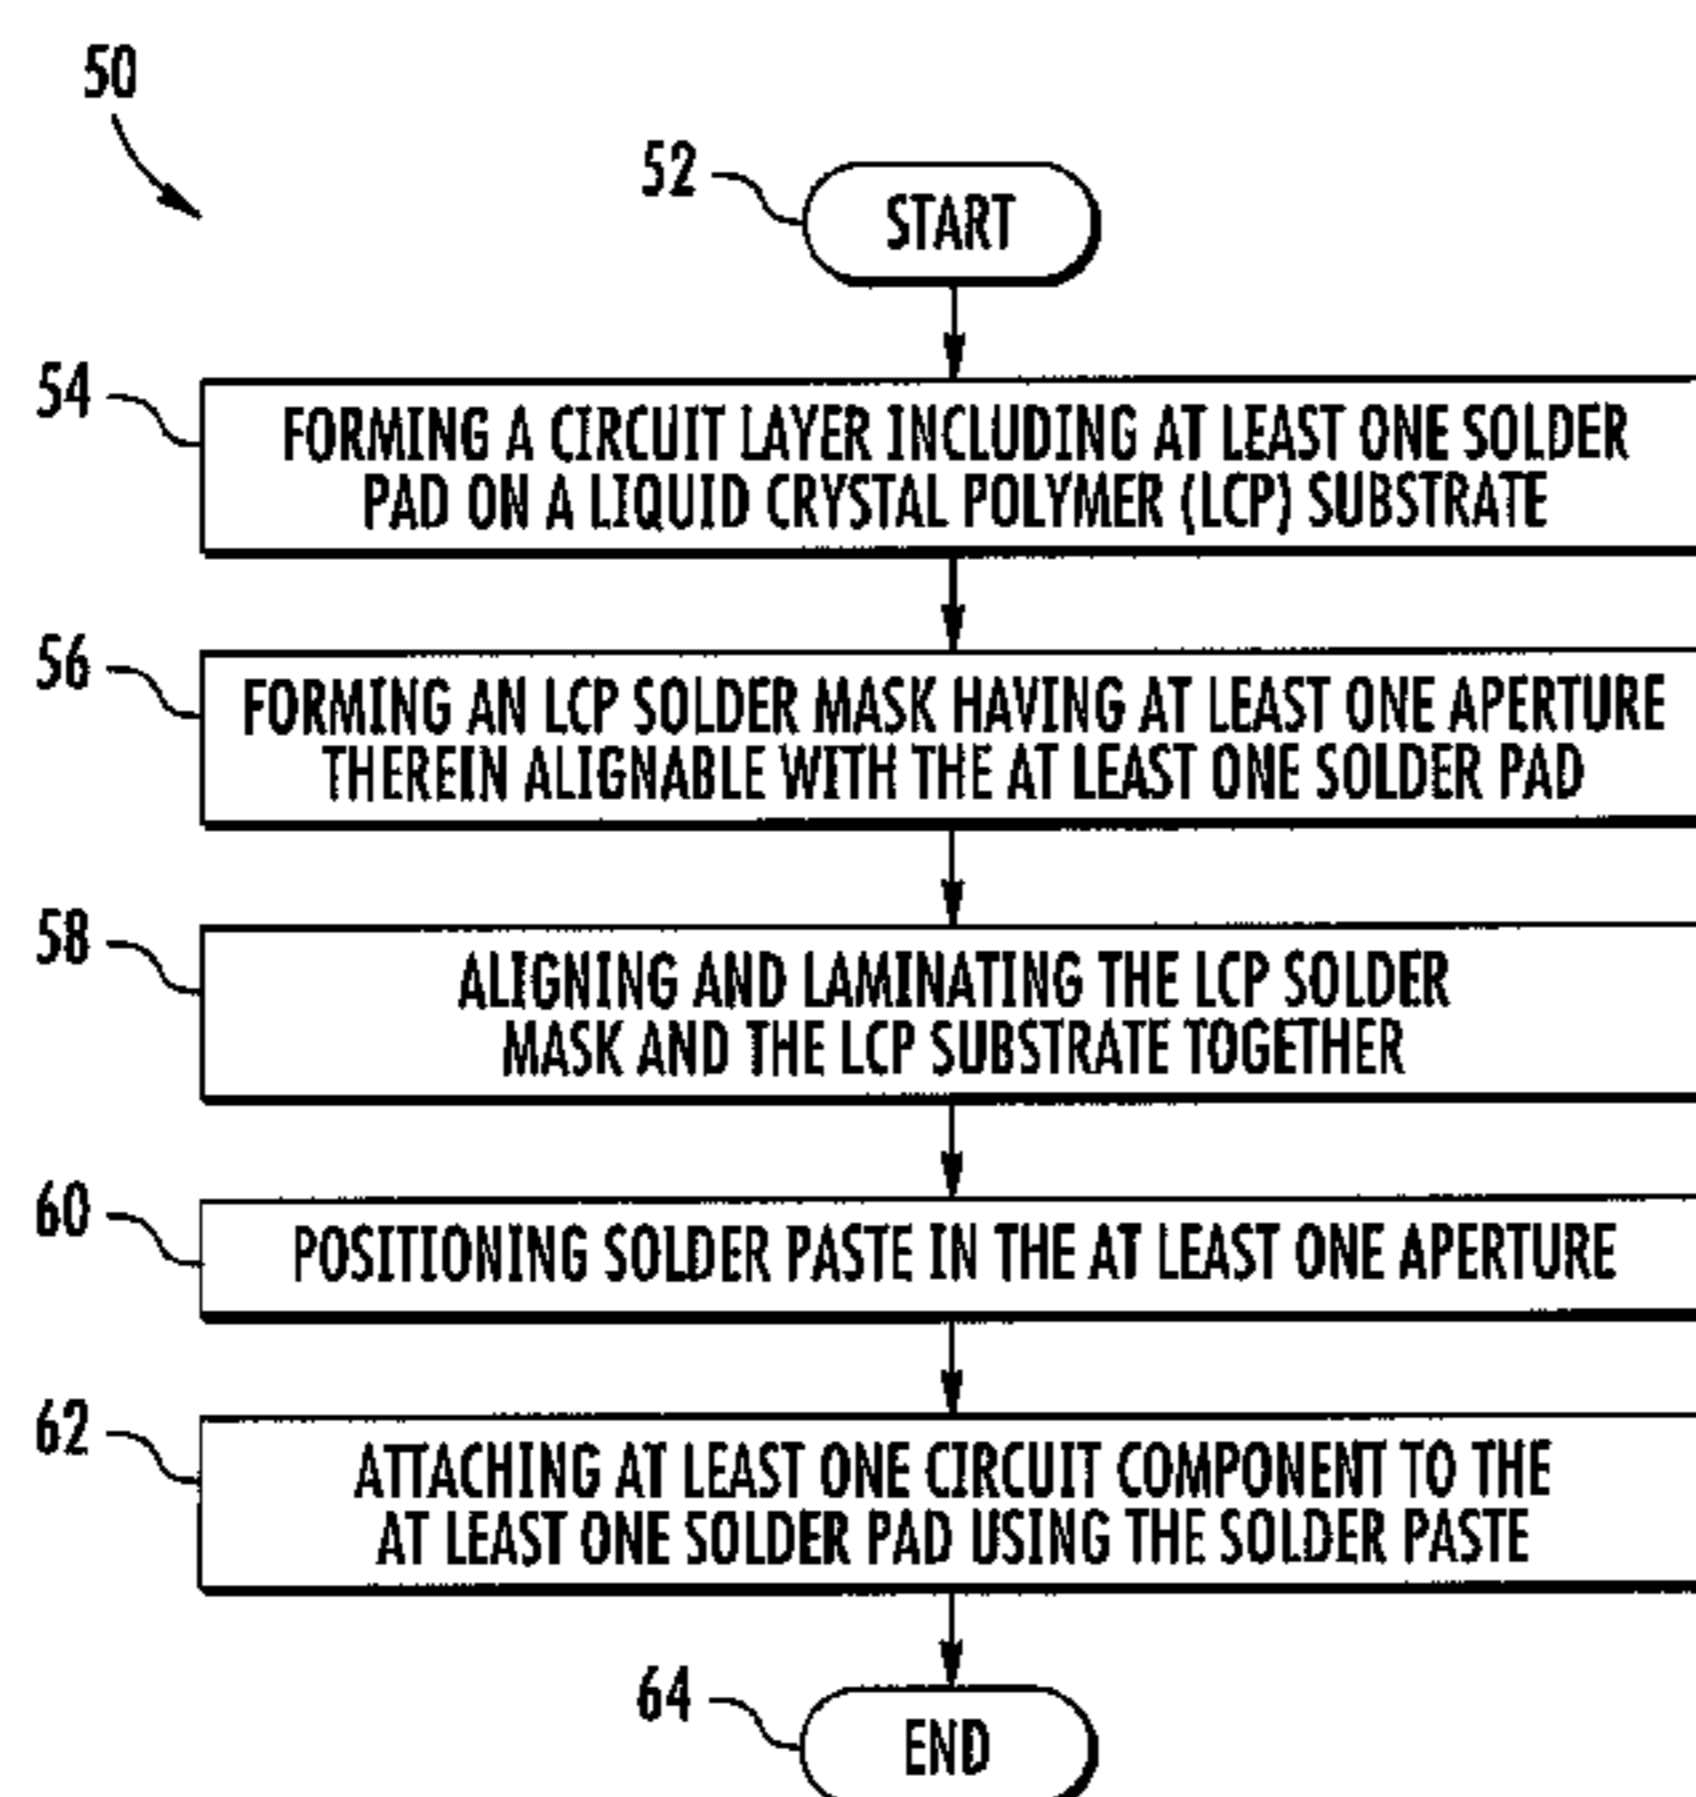 50
52
START
54
FORMING A CIRCUIT LAYER INCLUDING AT LEAST ONE SOLDER
PAD ON A LIQUID CRYSTAL POLYMER (LCP) SUBSTRATE
56
FORMING AN LCP SOLDER MASK HAVING AT LEAST ONE APERTURE
THEREIN ALIGNABLE WITH THE AT LEAST ONE SOLDER PAD
58
ALIGNING AND LAMINATING THE LCP SOLDER
MASK AND THE LCP SUBSTRATE TOGETHER
60
POSITIONING SOLDER PASTE IN THE AT LEAST ONE APERTURE
62
ATTACHING AT LEAST ONE CIRCUIT COMPONENT TO THE
AT LEAST ONE SOLDER PAD USING THE SOLDER PASTE
64
END